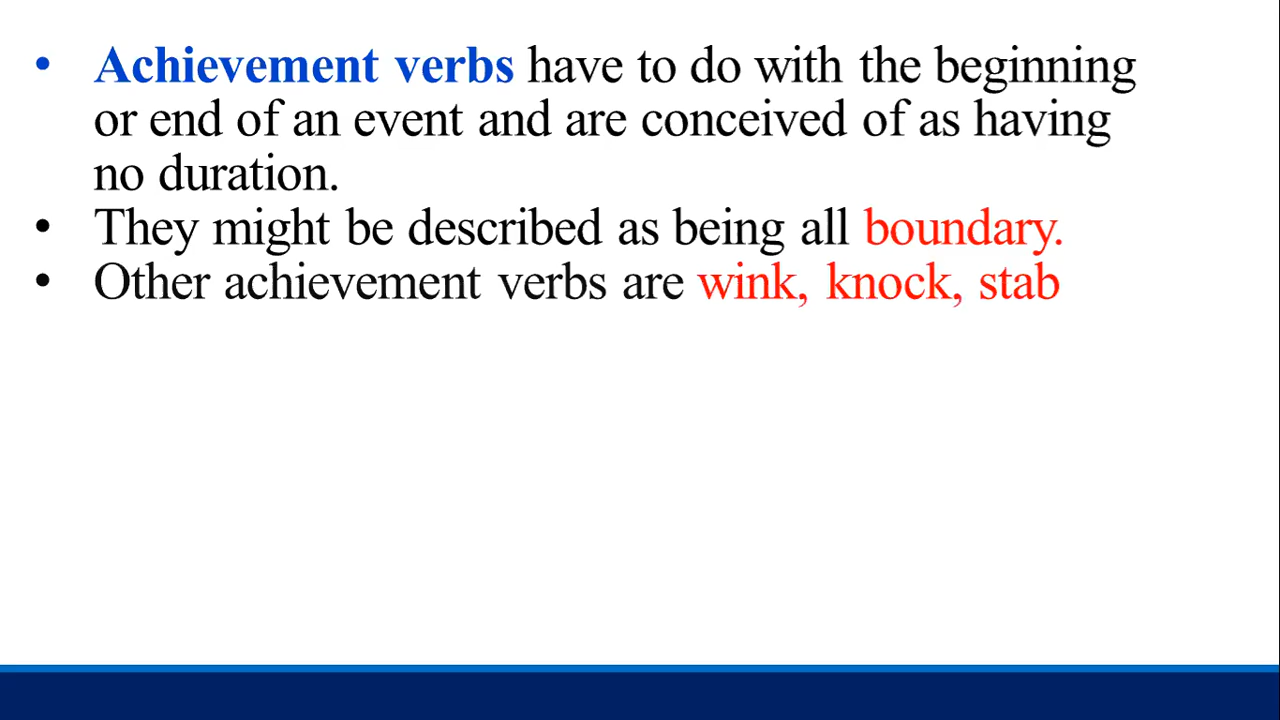 • Achievement verbs have to do with the beginning
or end of an event and are conceived of as having
no duration.
• They might be described as being all boundary.
• Other achievement verbs are wink, knock, stab